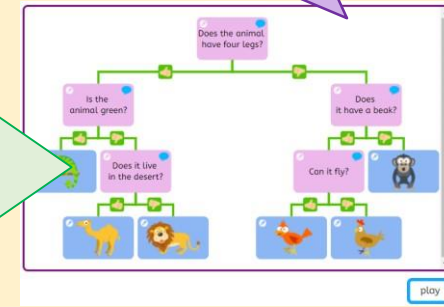 Does the animal
have four legs?
Is the
animal green?
Does
it have a beak?
Does it live
in the desert?
Can it fly?
play